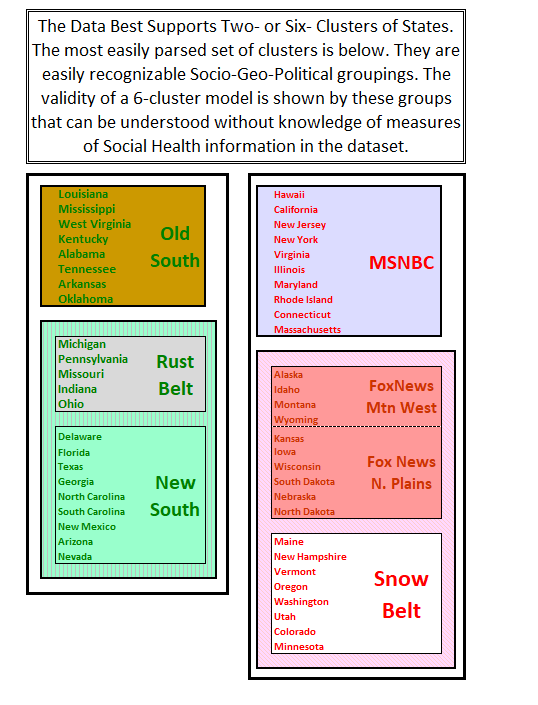 The Data Best Supports Two- or Six- Clusters of States.
The most easily parsed set of clusters is below. They are
easily recognizable Socio-Geo-Political groupings. The
validity of a 6-cluster model is shown by these groups
that can be understood without knowledge of measures
of Social Health information in the dataset.
Louisiana
Mississippi
West Virginia
Kentucky
Alabama
Tennessee
Arkansas
Oklahoma
Old
South
Michigan
Pennsylvania
Missouri
Indiana
Ohio
Rust
Belt
Delaware
Florida
Texas
Georgia
North Carolina
South Carolina
New Mexico
Arizona
Nevada
New
South
Hawaii
California
New Jersey
New York
Virginia
Illinois
Maryland
Rhode Island
Connecticut
Massachusetts
MSNBC
Alaska
Idaho
Montana
Wyoming
FoxNews
Mtn West
Kansas
Iowa
Wisconsin
South Dakota
Nebraska
North Dakota
Fox News
N. Plains
Maine
New Hampshire
Vermont
Oregon
Washington
Utah
Colorado
Minnesota
Snow
Belt